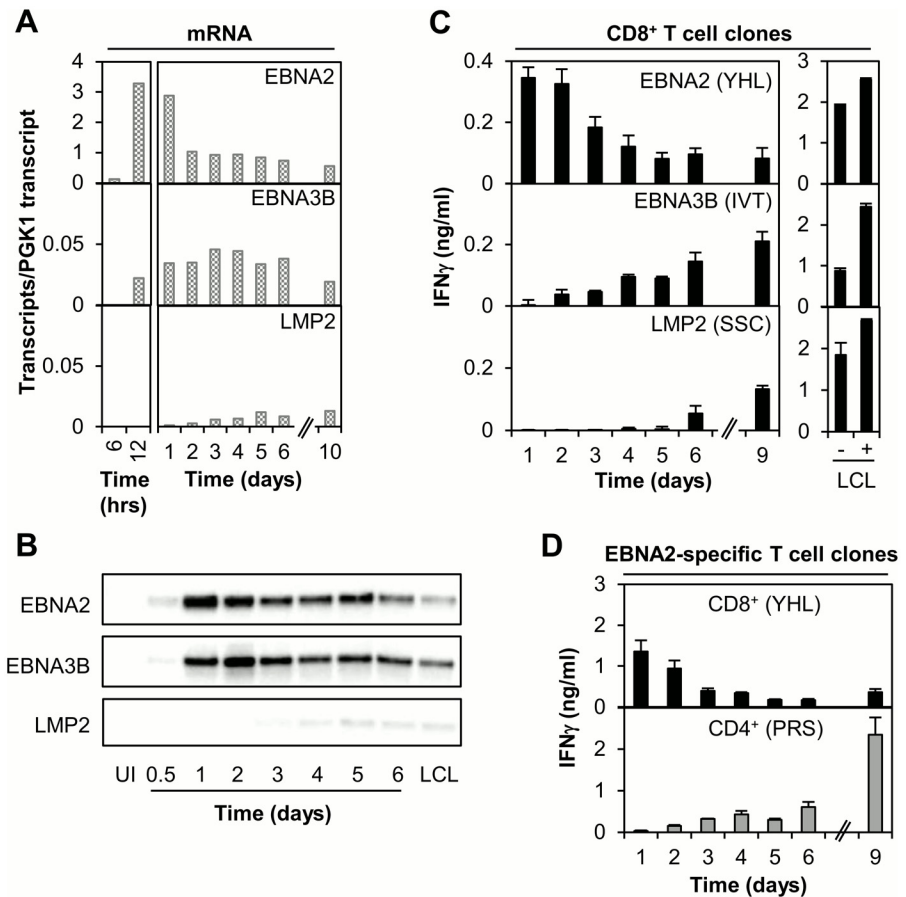 A
mRNA
Transcripts/PGK1 transcript
4
EBNA2
3
2
1
0
EBNA3B
0.05
0
LMP2
0.05
0
6 12 1 2 3 4 5 6 // 10
Time (hrs)
Time (days)
C
CD8⁺ T cell clones
IFNγ (ng/ml)
0.4
EBNA2 (YHL)
0.2
0
EBNA3B (IVT)
0.2
0
LMP2 (SSC)
0.2
0
1 2 3 4 5 6 // 9
Time (days)
3
2
1
0
2
1
0
2
1
0
- +
LCL
B
EBNA2
EBNA3B
LMP2
UI 0.5 1 2 3 4 5 6 LCL
Time (days)
D
EBNA2-specific T cell clones
IFNγ (ng/ml)
3
CD8⁺ (YHL)
2
1
0
CD4⁺ (PRS)
2
1
0
1 2 3 4 5 6 // 9
Time (days)